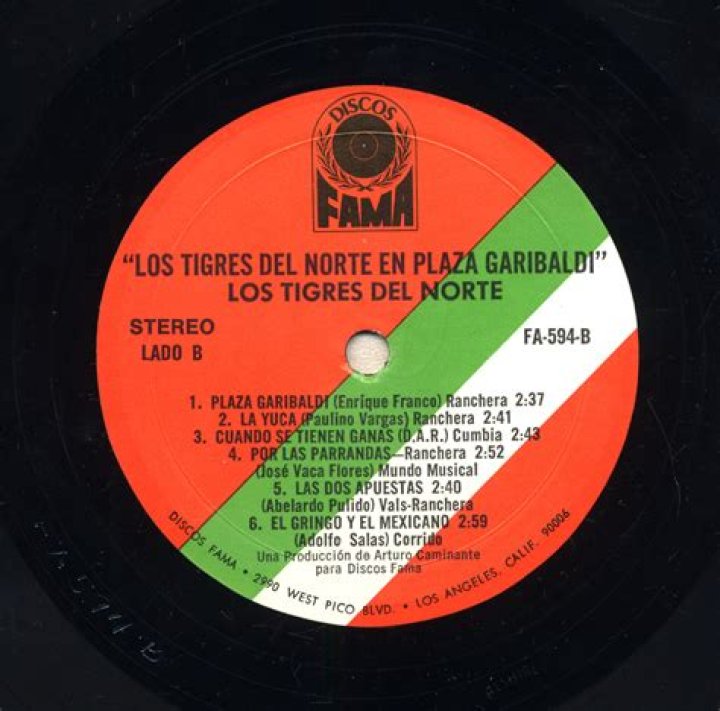 DISCOS
FAMA
"LOS TIGRES DEL NORTE EN PLAZA GARIBALDI"
LOS TIGRES DEL NORTE
STEREO
LADO B
FA-594-B
1. PLAZA GARIBALDI (Enrique Franco) Ranchera 2:37
2. LA YUCA (Paulino Vargas) Ranchera 2:41
3. CUANDO SE TIENEN GANAS (D.A.R.) Cumbia 2:43
4. POR LAS PARRANDAS—Ranchera 2:52
(José Vaca Flores) Mundo Musical
5. LAS DOS APUESTAS 2:40
(Abelardo Pulido) Vals-Ranchera
6. EL GRINGO Y EL MEXICANO 2:59
(Adolfo Salas) Corrido
Una Producción de Arturo Caminante
para Discos Fama
DISCOS FAMA • 2990 WEST PICO BLVD. • LOS ANGELES, CALIF. 90006